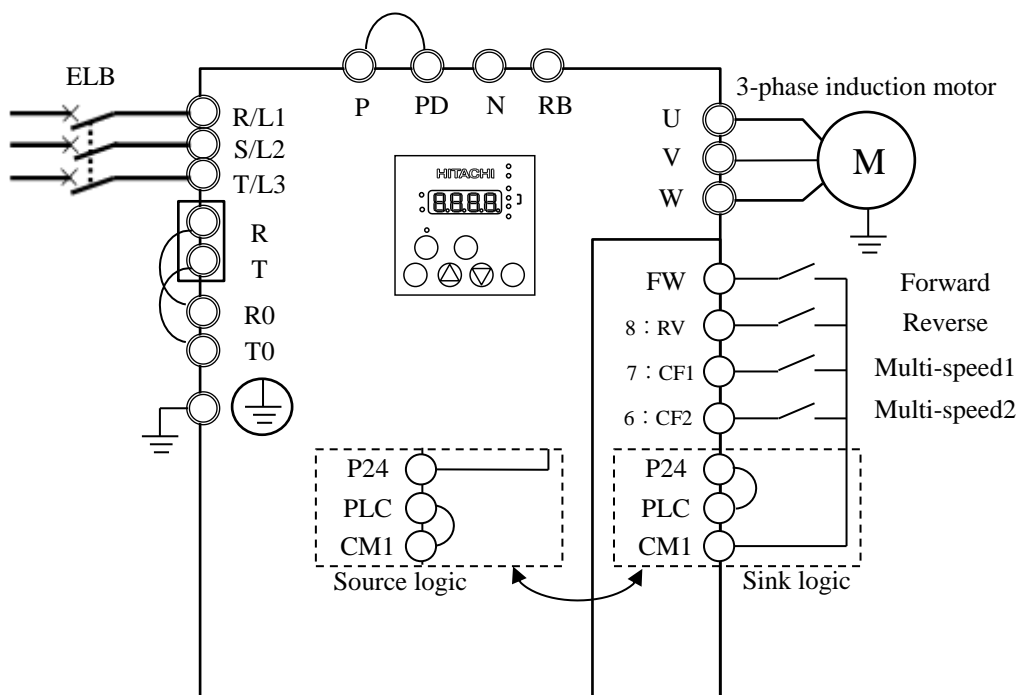 ELB
3-phase induction motor
P PD N RB
R/L1
S/L2
T/L3
R
T
R0
T0
HITACHI
8.8.8.8.
U
V
W
M
FW
Forward
8：RV
Reverse
7：CF1
Multi-speed1
6：CF2
Multi-speed2
P24
PLC
CM1
Source logic
P24
PLC
CM1
Sink logic